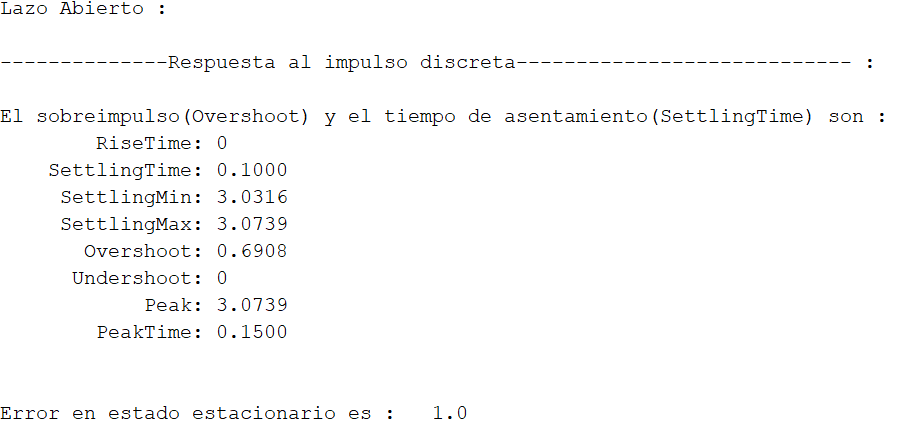 Lazo Abierto :
--------------Respuesta al impulso discreta---------------------------- :
El sobreimpulso(Overshoot) y el tiempo de asentamiento(SettlingTime) son :
RiseTime: 0
SettlingTime: 0.1000
SettlingMin: 3.0316
SettlingMax: 3.0739
Overshoot: 0.6908
Undershoot: 0
Peak: 3.0739
PeakTime: 0.1500
Error en estado estacionario es :   1.0